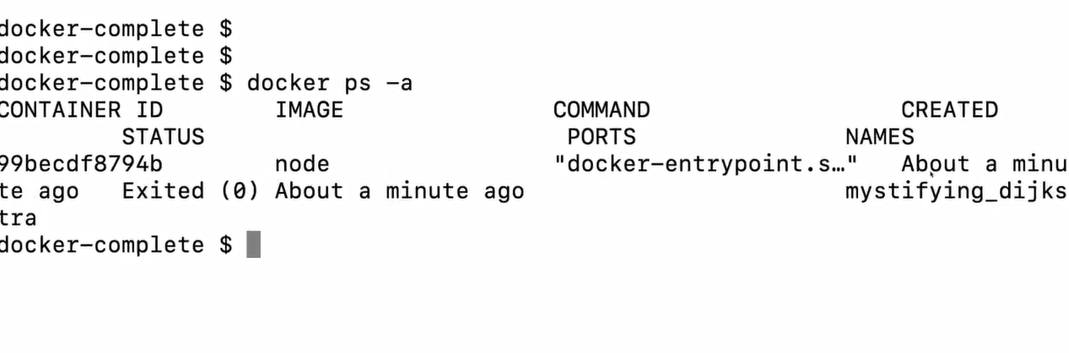 docker-complete $
docker-complete $
docker-complete $ docker ps -a
CONTAINER ID IMAGE COMMAND CREATED
STATUS PORTS NAMES
99becdf8794b node "docker-entrypoint.s…" About a minu
te ago Exited (0) About a minute ago mystifying_dijks
tra
docker-complete $